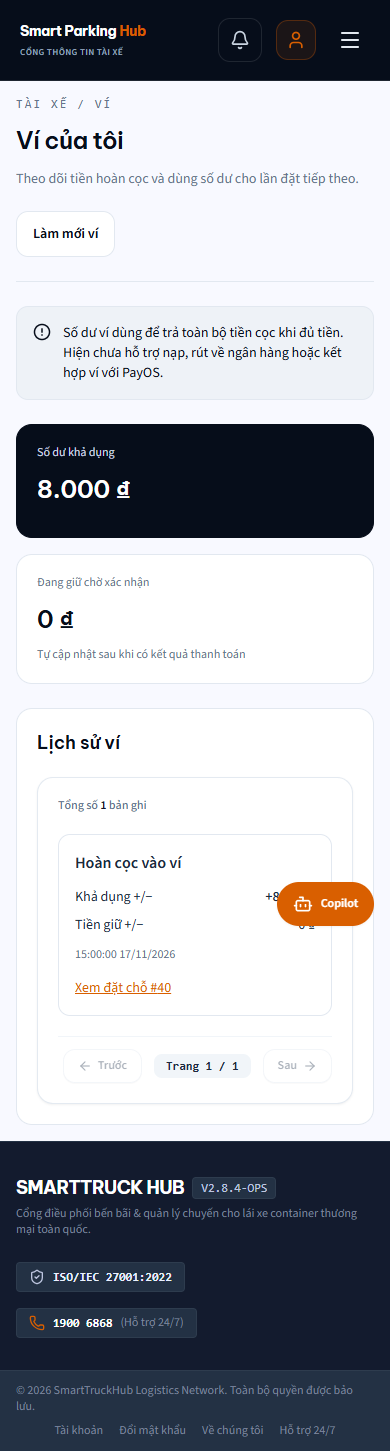 Smart Parking Hub
CỔNG THÔNG TIN TÀI XẾ
TÀI XẾ / VÍ
Ví của tôi
Theo dõi tiền hoàn cọc và dùng số dư cho lần đặt tiếp theo.
Làm mới ví
Số dư ví dùng để trả toàn bộ tiền cọc khi đủ tiền.
Hiện chưa hỗ trợ nạp, rút về ngân hàng hoặc kết
hợp ví với PayOS.
Số dư khả dụng
8.000 ₫
Đang giữ chờ xác nhận
0 ₫
Tự cập nhật sau khi có kết quả thanh toán
Lịch sử ví
Tổng số 1 bản ghi
Hoàn cọc vào ví
Khả dụng +/− +8
Copilot
Tiền giữ +/− 0 ₫
15:00:00 17/11/2026
Xem đặt chỗ #40
Trước Trang 1 / 1 Sau
SMARTTRUCK HUB V2.8.4-OPS
Cổng điều phối bến bãi & quản lý chuyến cho lái xe container thương
mại toàn quốc.
ISO/IEC 27001:2022
1900 6868 (Hỗ trợ 24/7)
© 2026 SmartTruckHub Logistics Network. Toàn bộ quyền được bảo
lưu.
Tài khoản Đổi mật khẩu Về chúng tôi Hỗ trợ 24/7